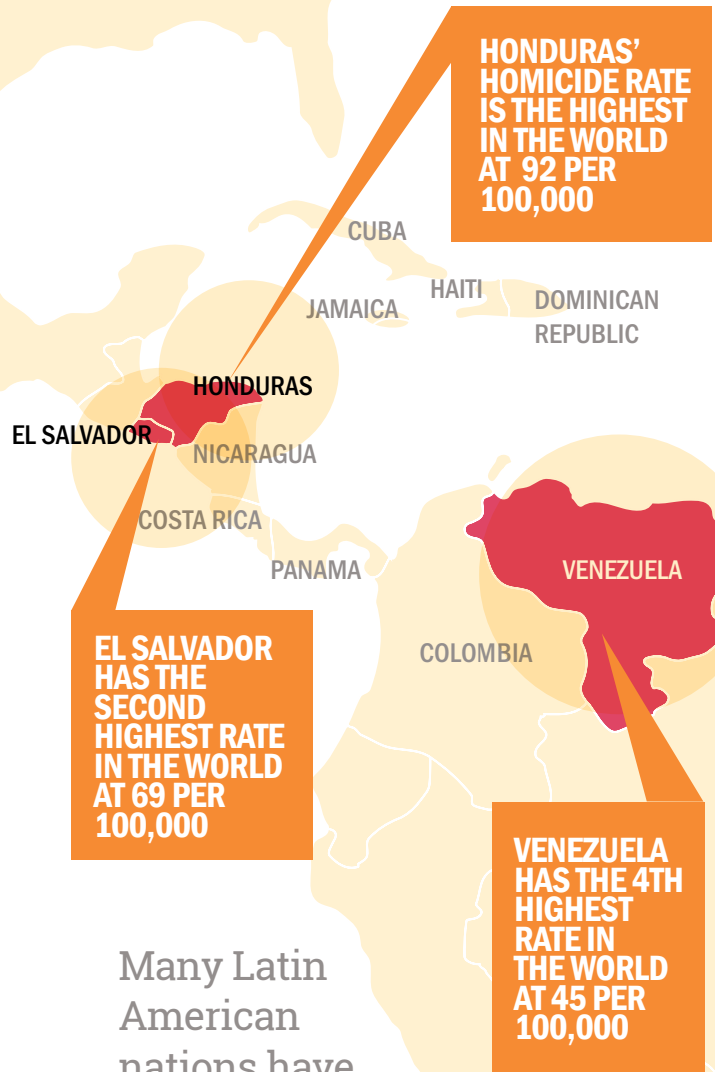 HONDURAS’
HOMICIDE RATE
IS THE HIGHEST
IN THE WORLD
AT 92 PER
100,000
CUBA
HAITI
JAMAICA
DOMINICAN
REPUBLIC
HONDURAS
EL SALVADOR
NICARAGUA
COSTA RICA
PANAMA
VENEZUELA
COLOMBIA
EL SALVADOR
HAS THE
SECOND
HIGHEST RATE
IN THE WORLD
AT 69 PER
100,000
VENEZUELA
HAS THE 4TH
HIGHEST
RATE IN
THE WORLD
AT 45 PER
100,000
Many Latin
American
nations have